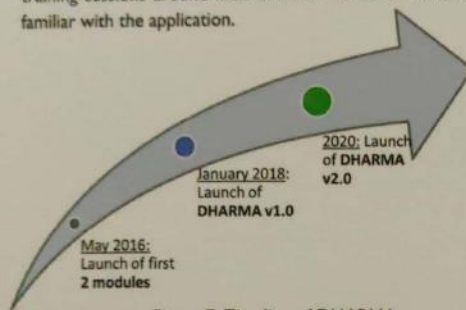 familiar with the application.
2020: Launch
of DHARMA
v2.0
January 2018:
Launch of
DHARMA v1.0
May 2016:
Launch of first
2 modules